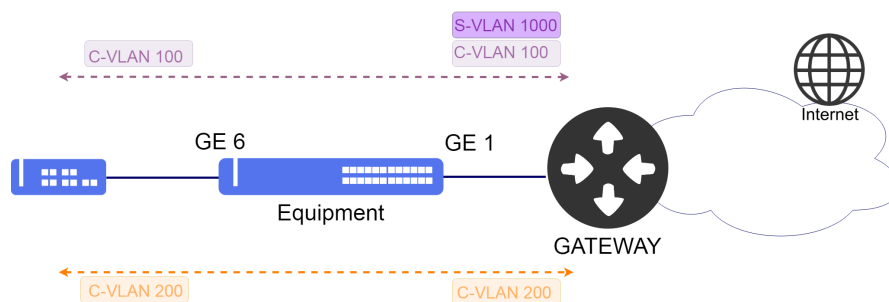 S-VLAN 1000
C-VLAN 100
C-VLAN 100
Internet
GE 6
GE 1
Equipment
GATEWAY
C-VLAN 200
C-VLAN 200